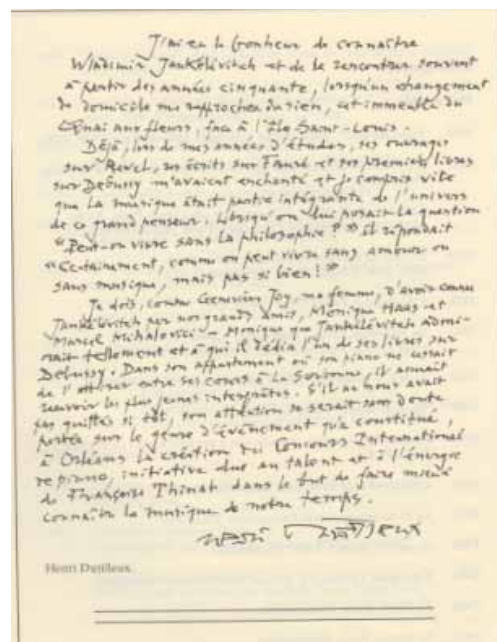 J'ai eu le bonheur de connaître
Wladimir Jankélévitch et de le rencontrer souvent
à partir des années cinquante, lorsqu'un changement
de domicile me rapprocha du sien, cet immeuble du
Quai aux fleurs, face à l'Île Saint-Louis.
Déjà, lors de mes années d'études, ses ouvrages
sur Ravel, ses écrits sur Fauré et ses premiers livres
sur Debussy m'avaient enchanté et je compris vite
que la musique était partie intégrante de l'univers
de ce grand penseur. Lorsqu'on lui posait la question
"Peut-on vivre sans la philosophie ?" il répondait
"Certainement, comme on peut vivre sans amour ou
sans musique, mais pas si bien !"
Je dois, comme Geneviève Joy, ma femme, d'avoir connu
Jankélévitch par nos grands amis, Monique Haas et
Marcel Mihalovici - Monique que Jankélévitch admi-
rait tellement et à qui il dédia l'un de ses livres sur
Debussy. Dans son appartement où son piano ne cessait
de l'attirer entre ses cours à la Sorbonne, il aimait
recevoir les plus jeunes interprètes. S'il ne nous avait
pas quittés si tôt, son attention se serait sans doute
portée sur le genre d'événement qu'a constitué,
à Orléans la création du Concours International
de piano, initiative due au talent et à l'énergie
de Françoise Thinat dans le but de faire mieux
connaître la musique de notre temps.
Henri Dutilleux
Henri Dutilleux